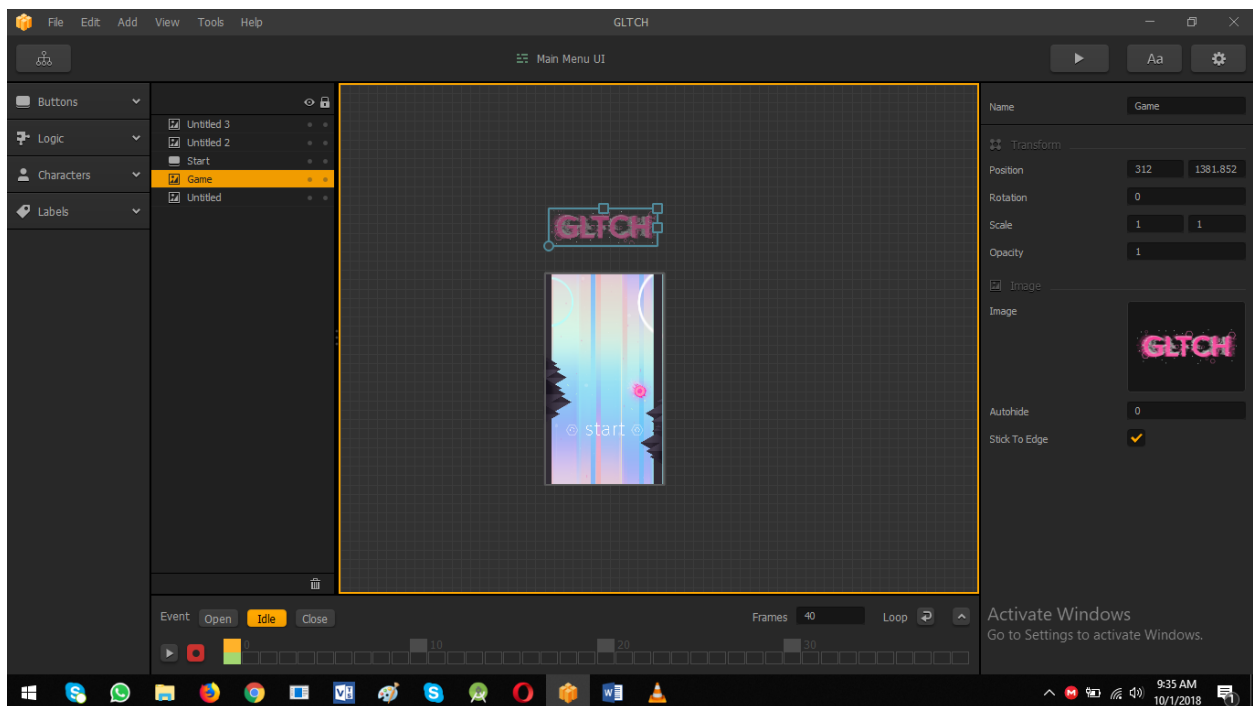 File Edit Add View Tools Help
GLTCH
Main Menu UI
Aa
Buttons
Logic
Characters
Labels
Untitled 3
Untitled 2
Start
Game
Untitled
GLTCH
start
Name Game
Transform
Position 312 1381.852
Rotation 0
Scale 1 1
Opacity 1
Image
Image
GLTCH
Autohide 0
Stick To Edge
Event Open Idle Close
Frames 40 Loop
0 10 20 30
Activate Windows
Go to Settings to activate Windows.
9:35 AM
10/1/2018